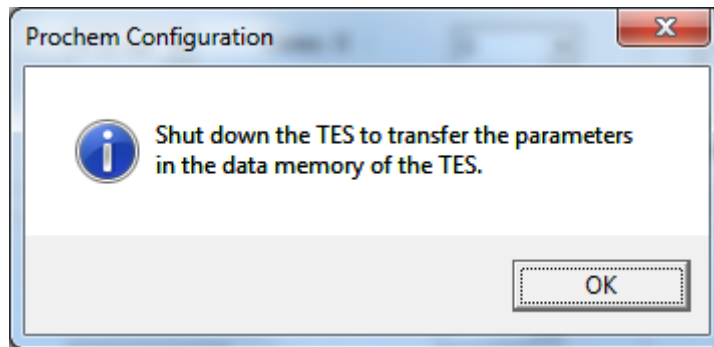 Prochem Configuration
Shut down the TES to transfer the parameters
in the data memory of the TES.
OK